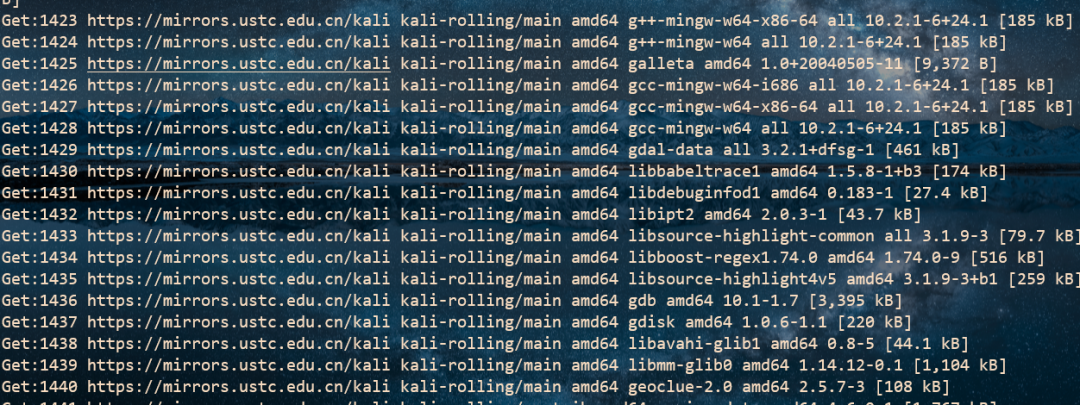 B]
Get:1423 https://mirrors.ustc.edu.cn/kali kali-rolling/main amd64 g++-mingw-w64-x86-64 all 10.2.1-6+24.1 [185 kB]
Get:1424 https://mirrors.ustc.edu.cn/kali kali-rolling/main amd64 g++-mingw-w64 all 10.2.1-6+24.1 [185 kB]
Get:1425 https://mirrors.ustc.edu.cn/kali kali-rolling/main amd64 galleta amd64 1.0+20040505-11 [9,372 B]
Get:1426 https://mirrors.ustc.edu.cn/kali kali-rolling/main amd64 gcc-mingw-w64-i686 all 10.2.1-6+24.1 [185 kB]
Get:1427 https://mirrors.ustc.edu.cn/kali kali-rolling/main amd64 gcc-mingw-w64-x86-64 all 10.2.1-6+24.1 [185 kB]
Get:1428 https://mirrors.ustc.edu.cn/kali kali-rolling/main amd64 gcc-mingw-w64 all 10.2.1-6+24.1 [185 kB]
Get:1429 https://mirrors.ustc.edu.cn/kali kali-rolling/main amd64 gdal-data all 3.2.1+dfsg-1 [461 kB]
Get:1430 https://mirrors.ustc.edu.cn/kali kali-rolling/main amd64 libbabeltrace1 amd64 1.5.8-1+b3 [174 kB]
Get:1431 https://mirrors.ustc.edu.cn/kali kali-rolling/main amd64 libdebuginfod1 amd64 0.183-1 [27.4 kB]
Get:1432 https://mirrors.ustc.edu.cn/kali kali-rolling/main amd64 libipt2 amd64 2.0.3-1 [43.7 kB]
Get:1433 https://mirrors.ustc.edu.cn/kali kali-rolling/main amd64 libsource-highlight-common all 3.1.9-3 [79.7 kB]
Get:1434 https://mirrors.ustc.edu.cn/kali kali-rolling/main amd64 libboost-regex1.74.0 amd64 1.74.0-9 [516 kB]
Get:1435 https://mirrors.ustc.edu.cn/kali kali-rolling/main amd64 libsource-highlight4v5 amd64 3.1.9-3+b1 [259 kB]
Get:1436 https://mirrors.ustc.edu.cn/kali kali-rolling/main amd64 gdb amd64 10.1-1.7 [3,395 kB]
Get:1437 https://mirrors.ustc.edu.cn/kali kali-rolling/main amd64 gdisk amd64 1.0.6-1.1 [220 kB]
Get:1438 https://mirrors.ustc.edu.cn/kali kali-rolling/main amd64 libavahi-glib1 amd64 0.8-5 [44.1 kB]
Get:1439 https://mirrors.ustc.edu.cn/kali kali-rolling/main amd64 libmm-glib0 amd64 1.14.12-0.1 [1,104 kB]
Get:1440 https://mirrors.ustc.edu.cn/kali kali-rolling/main amd64 geoclue-2.0 amd64 2.5.7-3 [108 kB]